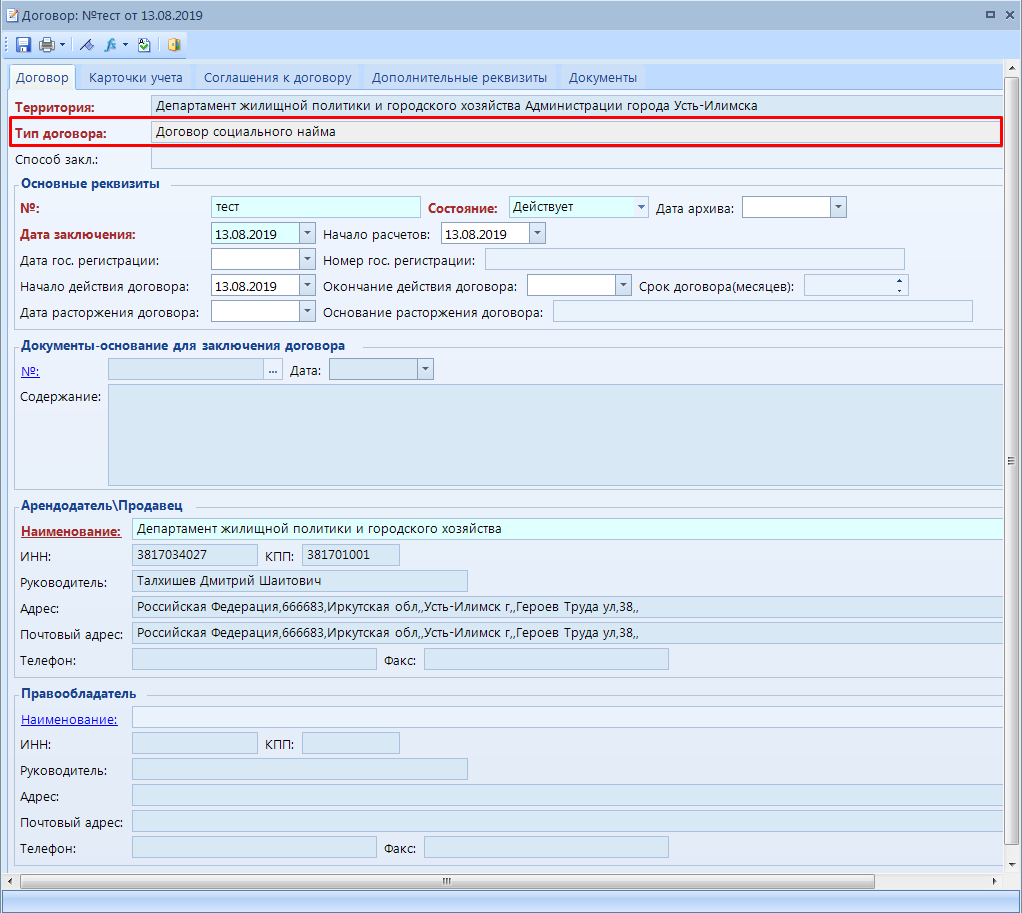 Договор: №тест от 13.08.2019
Договор Карточки учета Соглашения к договору Дополнительные реквизиты Документы
Территория: Департамент жилищной политики и городского хозяйства Администрации города Усть-Илимска
Тип договора: Договор социального найма
Способ закл.:
Основные реквизиты
№: тест Состояние: Действует Дата архива:
Дата заключения: 13.08.2019 Начало расчетов: 13.08.2019
Дата гос. регистрации: Номер гос. регистрации:
Начало действия договора: 13.08.2019 Окончание действия договора: Срок договора(месяцев):
Дата расторжения договора: Основание расторжения договора:
Документы-основание для заключения договора
№: ... Дата:
Содержание:
Арендодатель\Продавец
Наименование: Департамент жилищной политики и городского хозяйства
ИНН: 3817034027 КПП: 381701001
Руководитель: Талхишев Дмитрий Шаитович
Адрес: Российская Федерация,666683,Иркутская обл,,Усть-Илимск г,,Героев Труда ул,38,,
Почтовый адрес: Российская Федерация,666683,Иркутская обл,,Усть-Илимск г,,Героев Труда ул,38,,
Телефон: Факс:
Правообладатель
Наименование:
ИНН: КПП:
Руководитель:
Адрес:
Почтовый адрес:
Телефон: Факс: